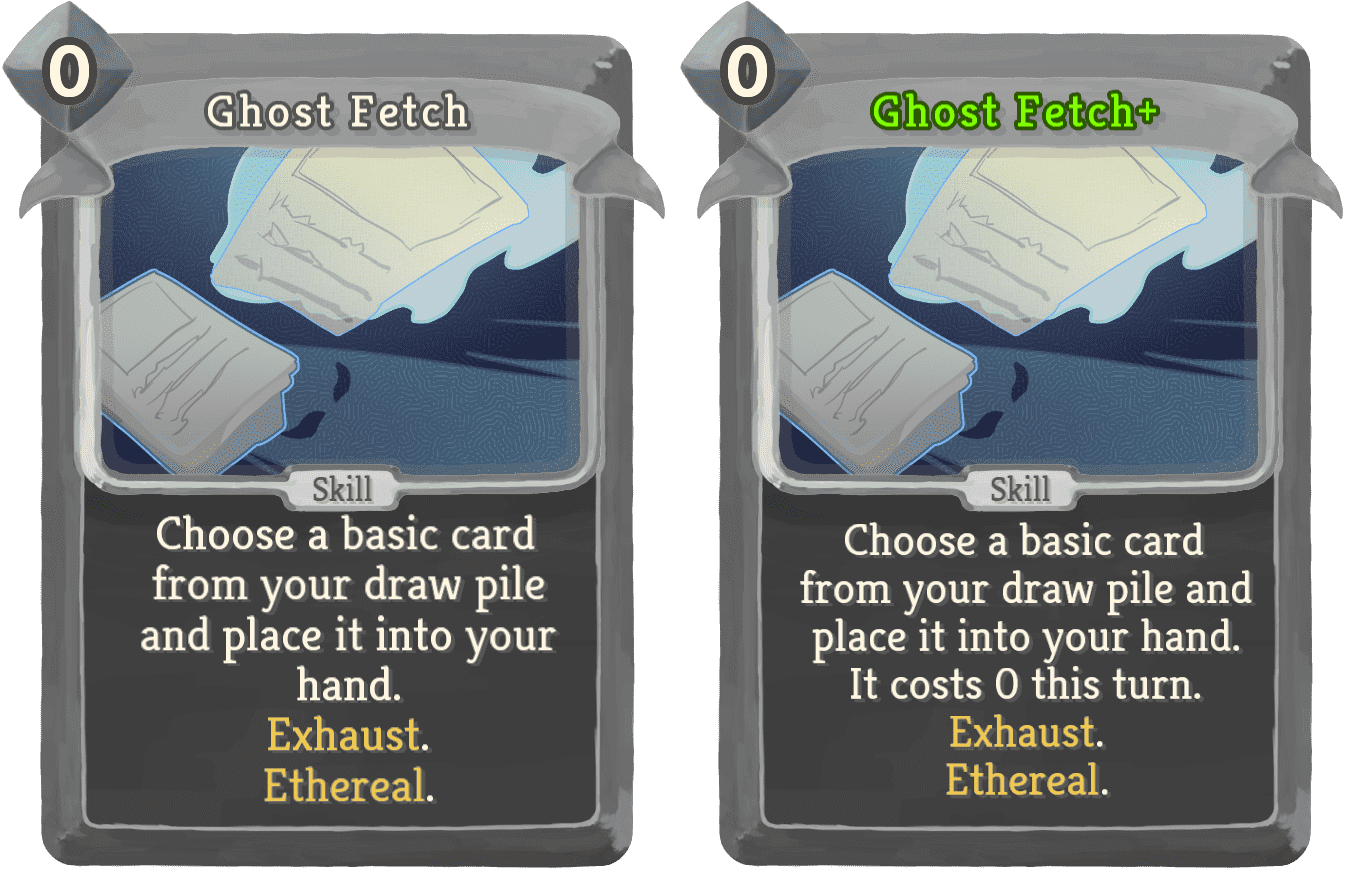 0
Ghost Fetch
Skill
Choose a basic card
from your draw pile
and place it into your
hand.
Exhaust.
Ethereal.
0
Ghost Fetch+
Skill
Choose a basic card
from your draw pile and
place it into your hand.
It costs 0 this turn.
Exhaust.
Ethereal.